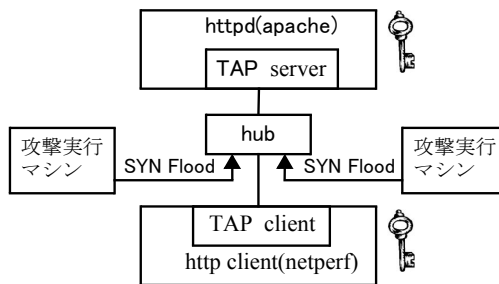 httpd(apache)
TAP server
hub
攻撃実行
マシン
SYN Flood
SYN Flood
攻撃実行
マシン
TAP client
http client(netperf)